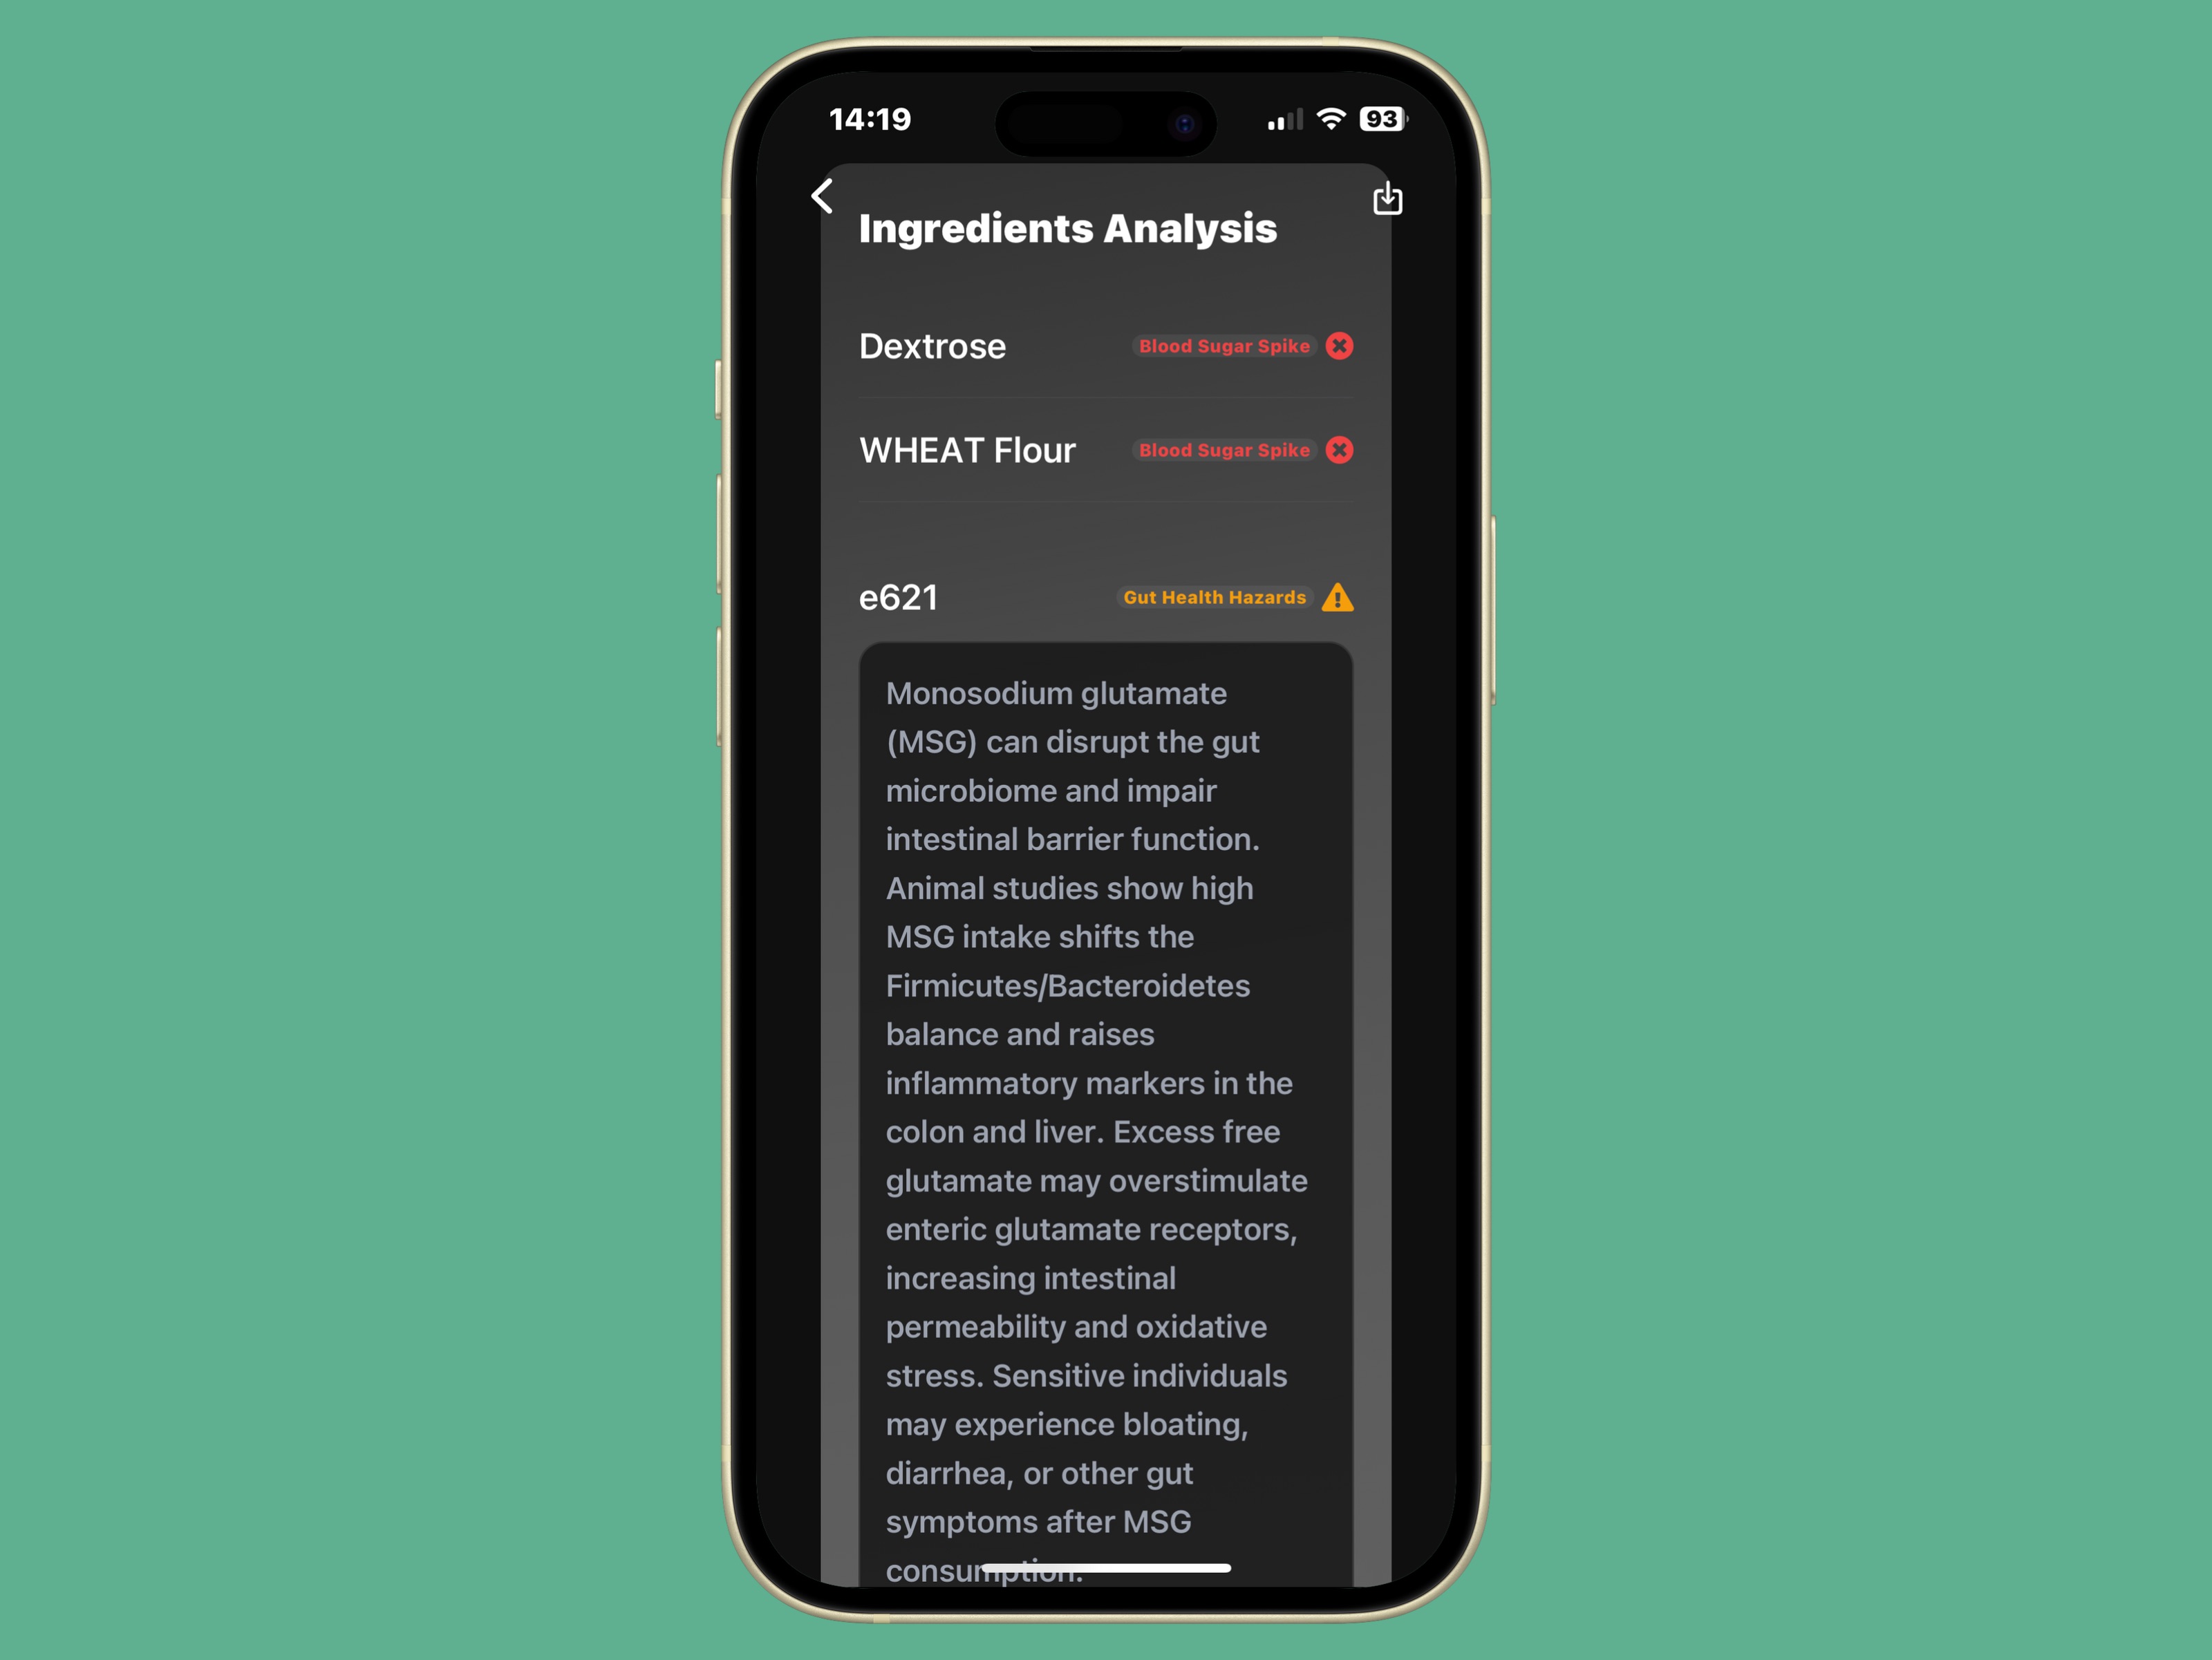 14:19
93
Ingredients Analysis
Dextrose
Blood Sugar Spike
WHEAT Flour
Blood Sugar Spike
e621
Gut Health Hazards
Monosodium glutamate
(MSG) can disrupt the gut
microbiome and impair
intestinal barrier function.
Animal studies show high
MSG intake shifts the
Firmicutes/Bacteroidetes
balance and raises
inflammatory markers in the
colon and liver. Excess free
glutamate may overstimulate
enteric glutamate receptors,
increasing intestinal
permeability and oxidative
stress. Sensitive individuals
may experience bloating,
diarrhea, or other gut
symptoms after MSG
consumption.